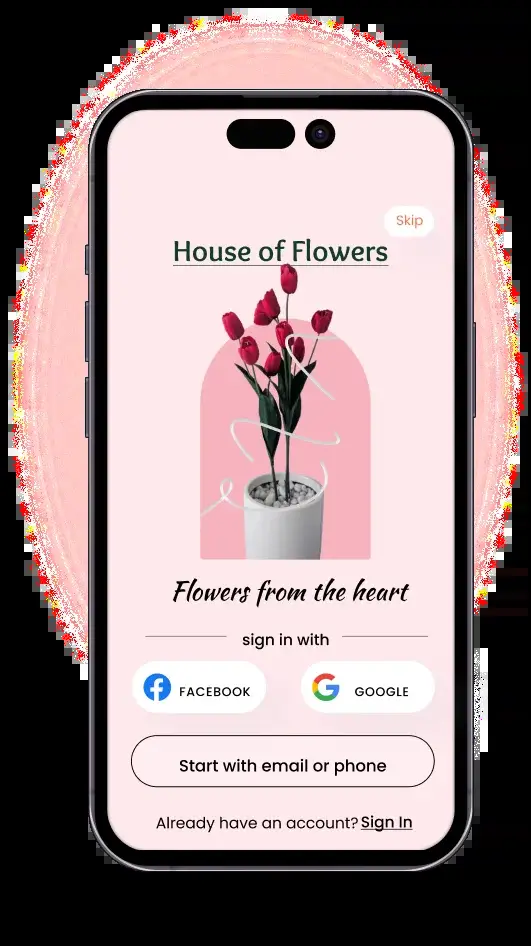 Skip
House of Flowers
Flowers from the heart
sign in with
FACEBOOK GOOGLE
Start with email or phone
Already have an account? Sign In